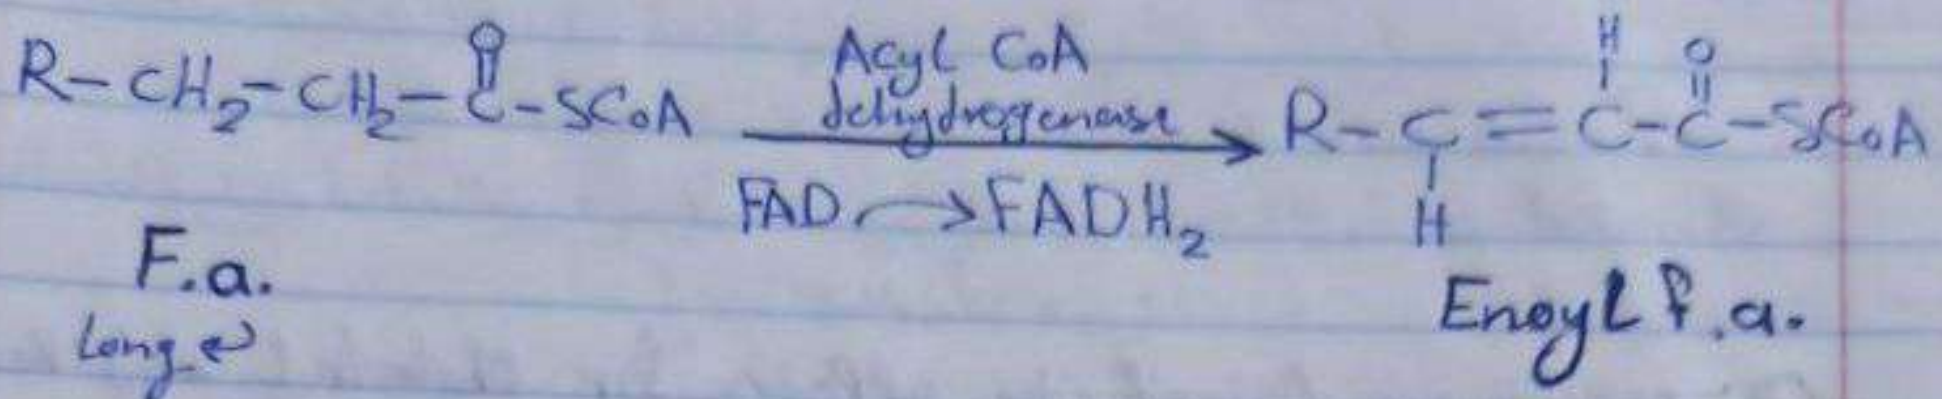 R-CH₂-CH₂-C-SCoA
O
Acyl CoA
dehydrogenase
FAD → FADH₂
R-C=C-C-SCoA
H
O
H
F.a.
Long
Enoyl f.a.